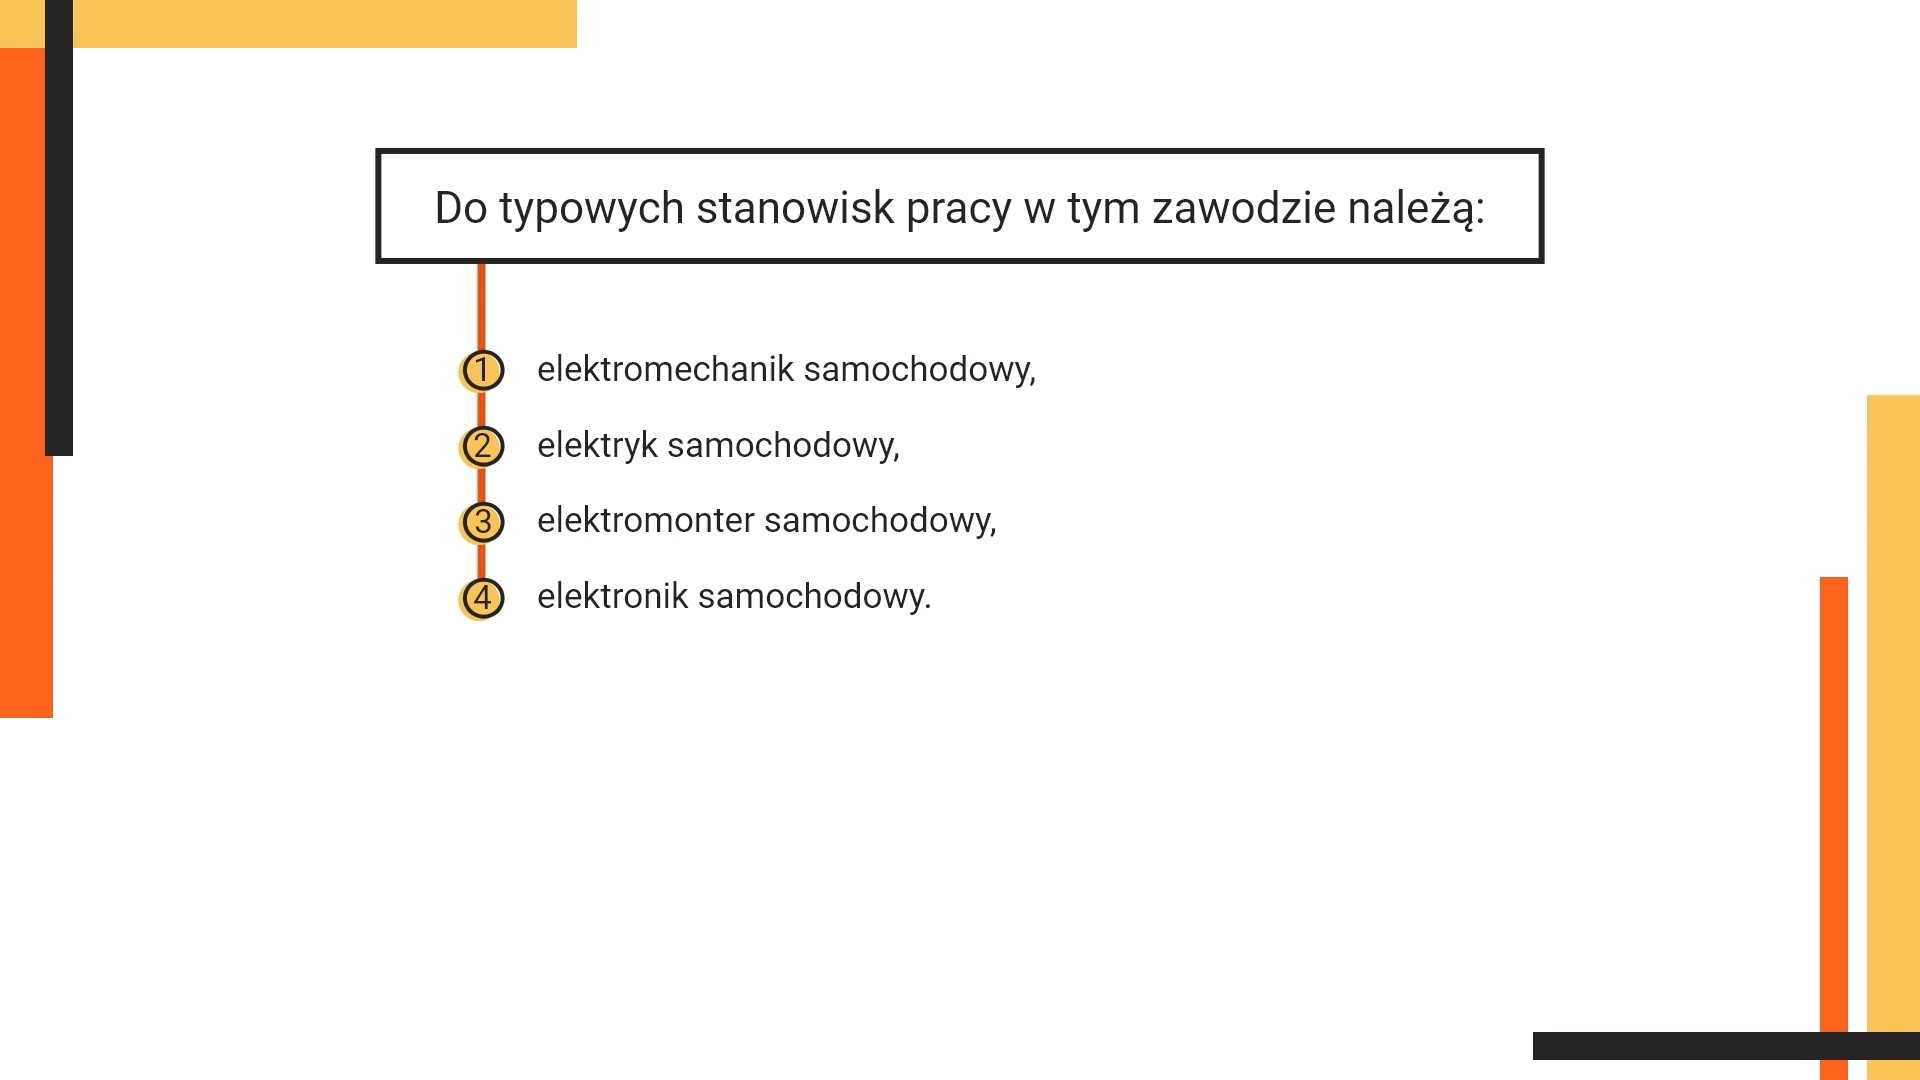 Do typowych stanowisk pracy w tym zawodzie należą:
1 elektromechanik samochodowy,
2 elektryk samochodowy,
3 elektromonter samochodowy,
4 elektronik samochodowy.